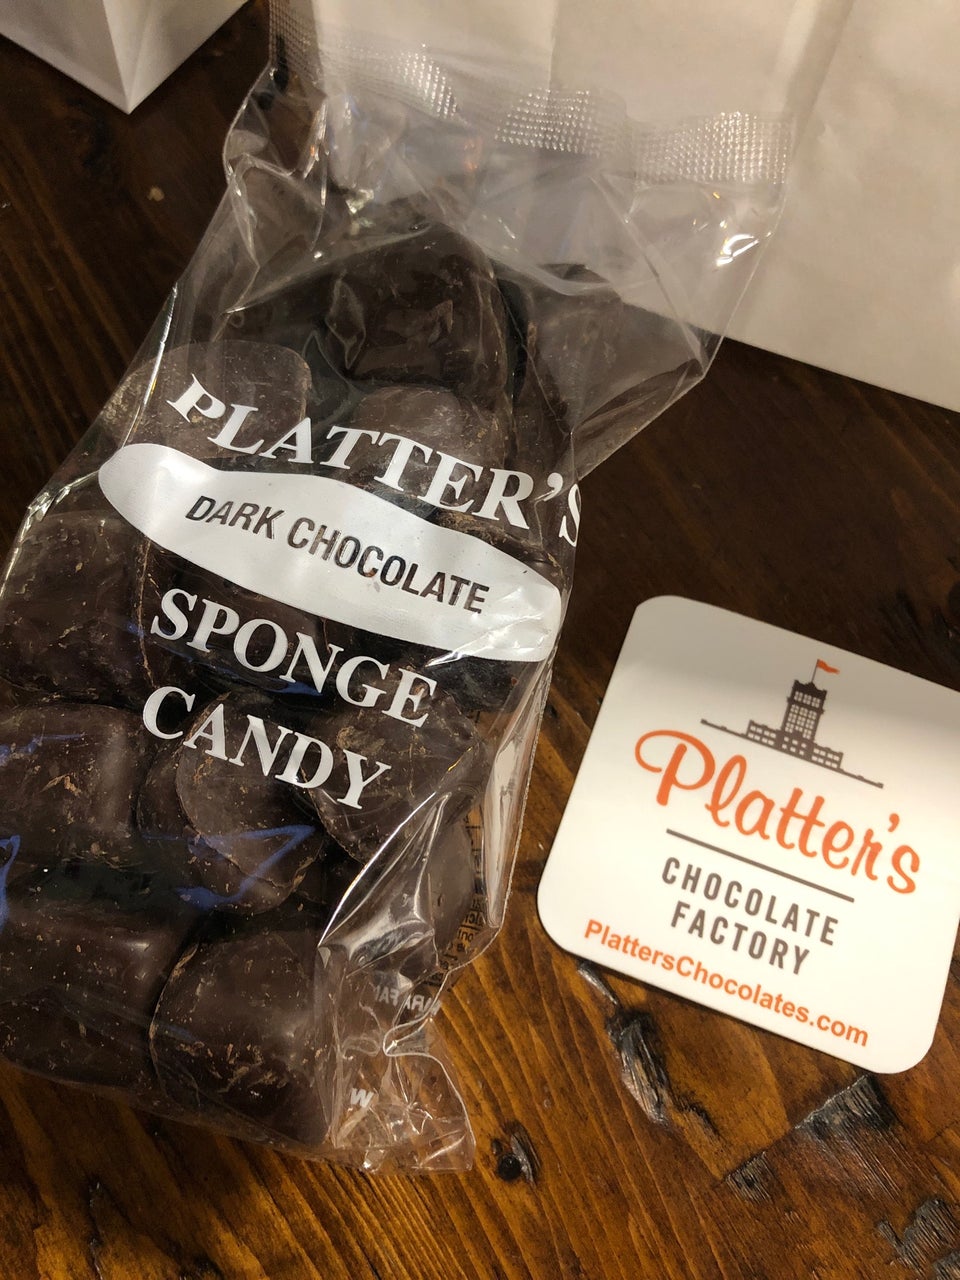 PLATTER'S
DARK CHOCOLATE
SPONGE
CANDY
Platter's
CHOCOLATE
FACTORY
PlattersChocolates.com